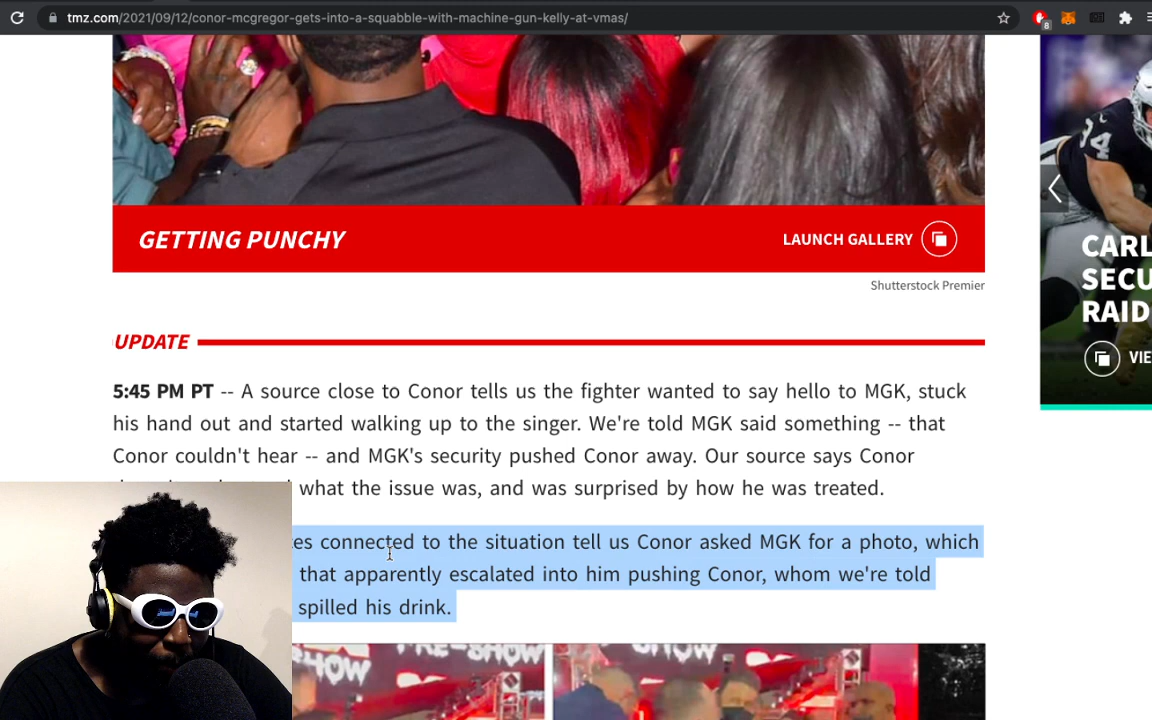 tmz.com/2021/09/12/conor-mcgregor-gets-into-a-squabble-with-machine-gun-kelly-at-vmas/
8
GETTING PUNCHY
LAUNCH GALLERY
Shutterstock Premier
34
CARL
SECU
RAID
VIE
UPDATE
5:45 PM PT -- A source close to Conor tells us the fighter wanted to say hello to MGK, stuck
his hand out and started walking up to the singer. We're told MGK said something -- that
Conor couldn't hear -- and MGK's security pushed Conor away. Our source says Conor
what the issue was, and was surprised by how he was treated.
es connected to the situation tell us Conor asked MGK for a photo, which
that apparently escalated into him pushing Conor, whom we're told
spilled his drink.
SHOW
PRE-SHOW